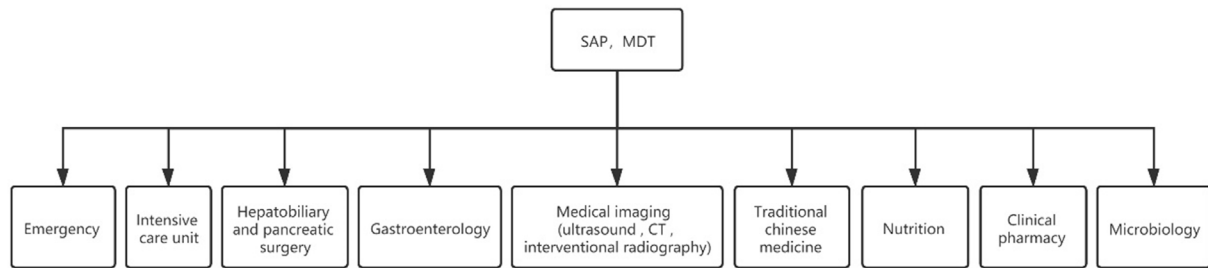 SAP，MDT
Emergency
Intensive
care unit
Hepatobiliary
and pancreatic
surgery
Gastroenterology
Medical imaging
(ultrasound , CT ,
interventional radiography)
Traditional
chinese
medicine
Nutrition
Clinical
pharmacy
Microbiology